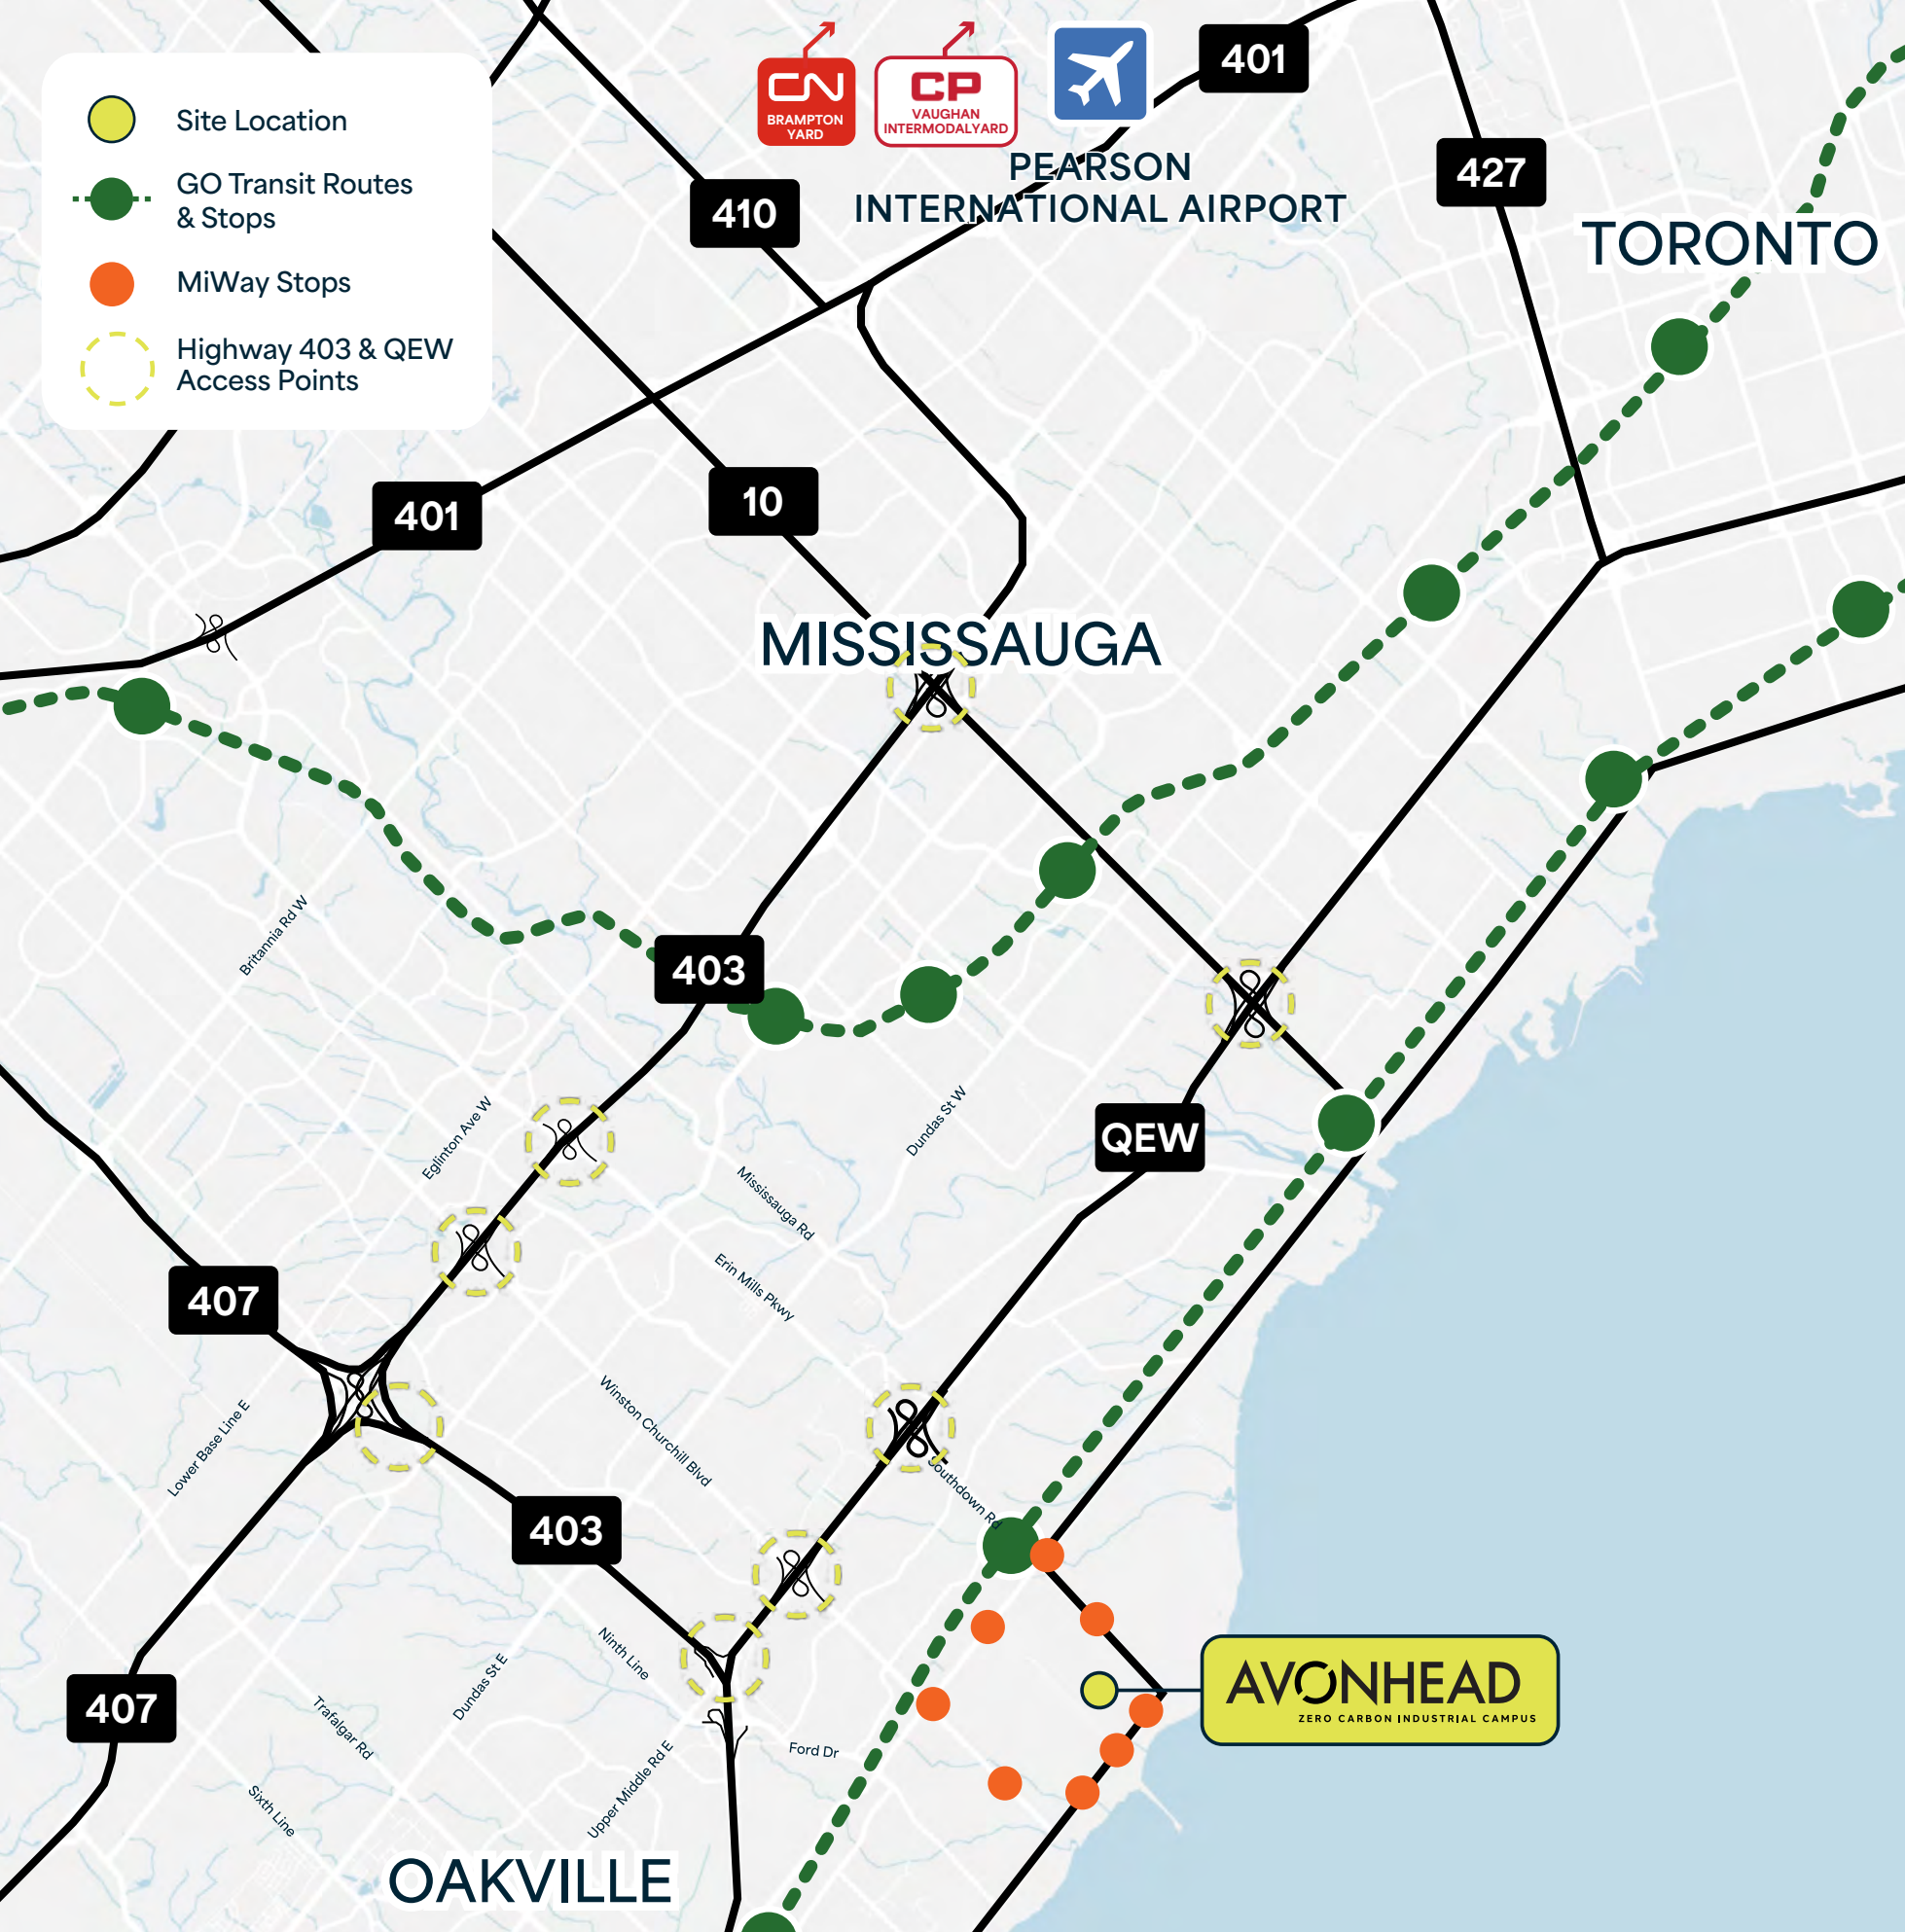 Site Location
GO Transit Routes
& Stops
MiWay Stops
Highway 403 & QEW
Access Points
CN
BRAMPTON
YARD
CP
VAUGHAN
INTERMODALYARD
401
PEARSON
INTERNATIONAL AIRPORT
427
410
TORONTO
401
10
MISSISSAUGA
Britannia Rd W
403
Eglinton Ave W
Dundas St W
QEW
Mississauga Rd
Erin Mills Pkwy
407
Lower Base Line E
Winston Churchill Blvd
Southdown Rd
403
Ninth Line
Dundas St E
407
Trafalgar Rd
AVONHEAD
ZERO CARBON INDUSTRIAL CAMPUS
Ford Dr
Upper Middle Rd E
Sixth Line
OAKVILLE